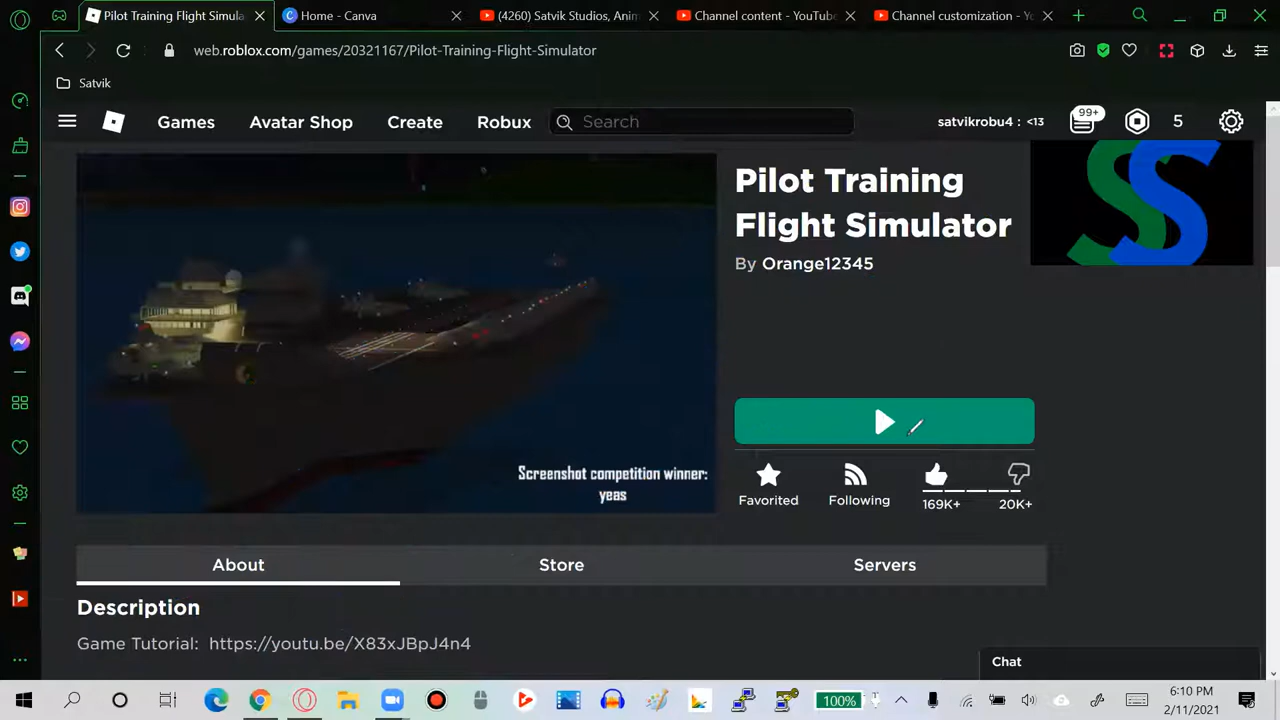 Pilot Training Flight Simula
Home - Canva
(4260) Satvik Studios, Anim
Channel content - YouTube
Channel customization - Yo
web.roblox.com/games/20321167/Pilot-Training-Flight-Simulator
Satvik
Games
Avatar Shop
Create
Robux
Search
satvikrobu4 : <13
99+
5
Pilot Training
Flight Simulator
By Orange12345
Screenshot competition winner:
yeas
Favorited
Following
169K+
20K+
About
Store
Servers
Description
Game Tutorial: https://youtu.be/X83xJBpJ4n4
Chat
100%
6:10 PM
2/11/2021